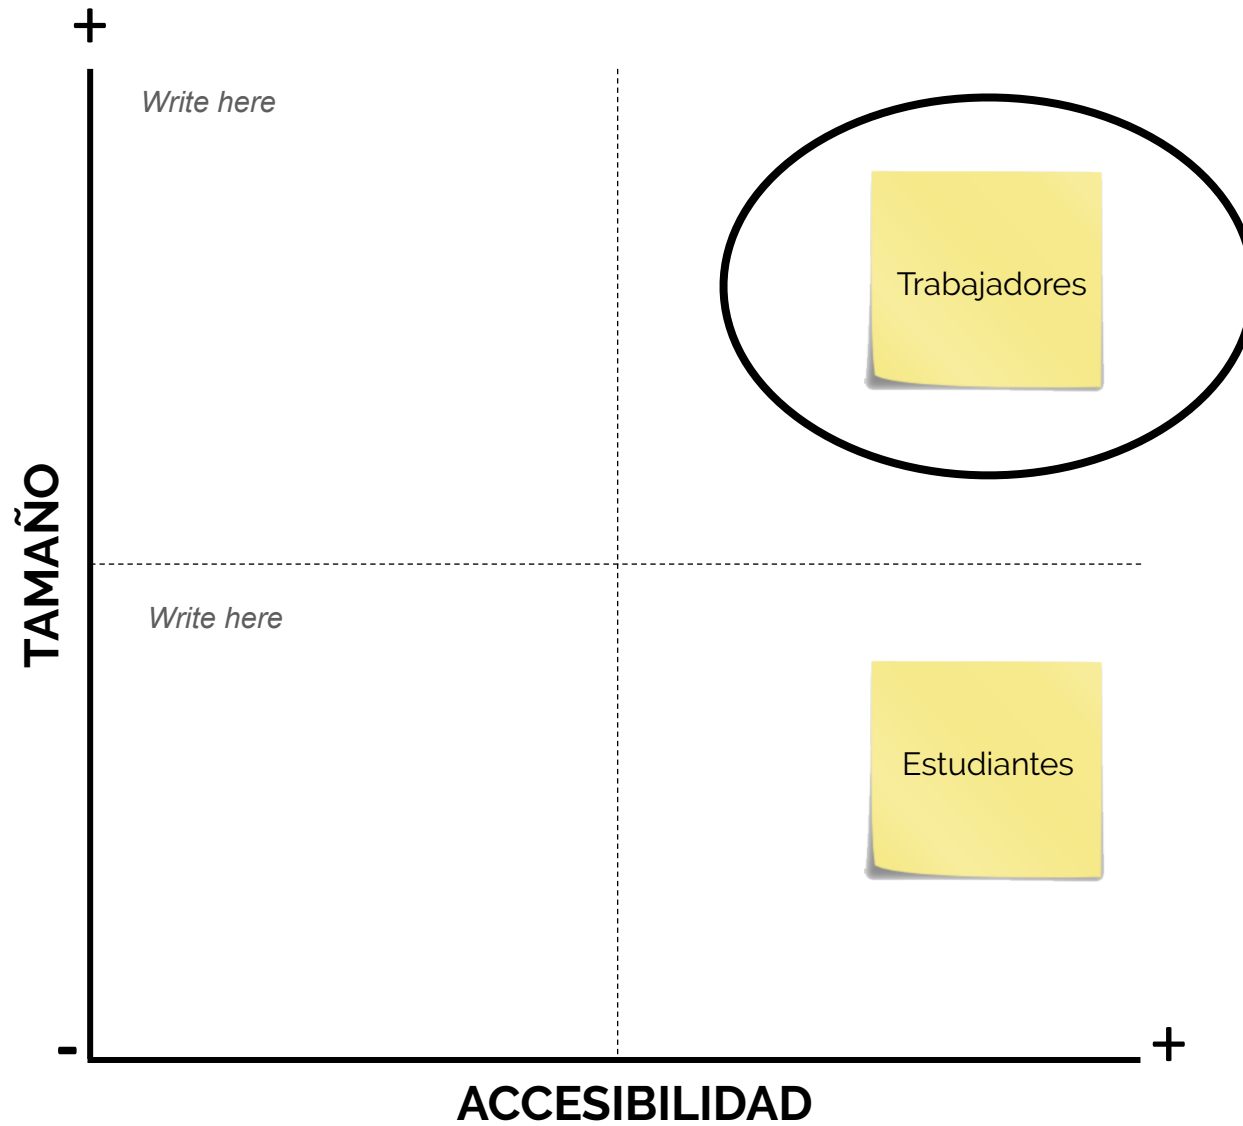 +
Write here
Trabajadores
TAMAÑO
Write here
Estudiantes
-
+
ACCESIBILIDAD